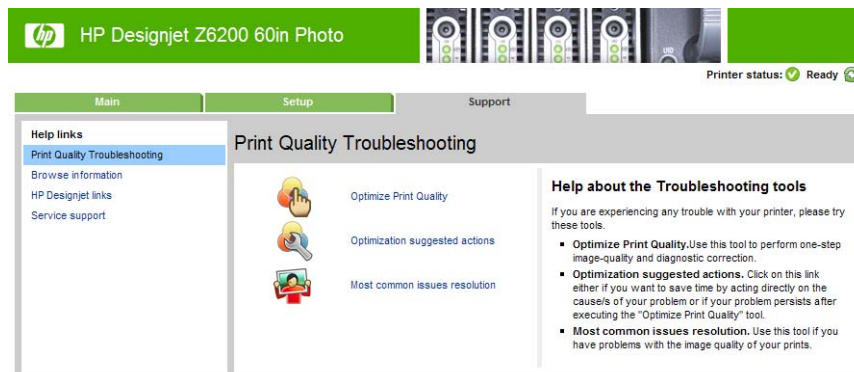 hp HP Designjet Z6200 60in Photo
UID
Printer status: Ready
Main Setup Support
Help links
Print Quality Troubleshooting
Browse information
HP Designjet links
Service support
Print Quality Troubleshooting
Optimize Print Quality
Optimization suggested actions
Most common issues resolution
Help about the Troubleshooting tools
If you are experiencing any trouble with your printer, please try
these tools.
▪ Optimize Print Quality.Use this tool to perform one-step
image-quality and diagnostic correction.
▪ Optimization suggested actions. Click on this link
either if you want to save time by acting directly on the
cause/s of your problem or if your problem persists after
executing the "Optimize Print Quality" tool.
▪ Most common issues resolution. Use this tool if you
have problems with the image quality of your prints.